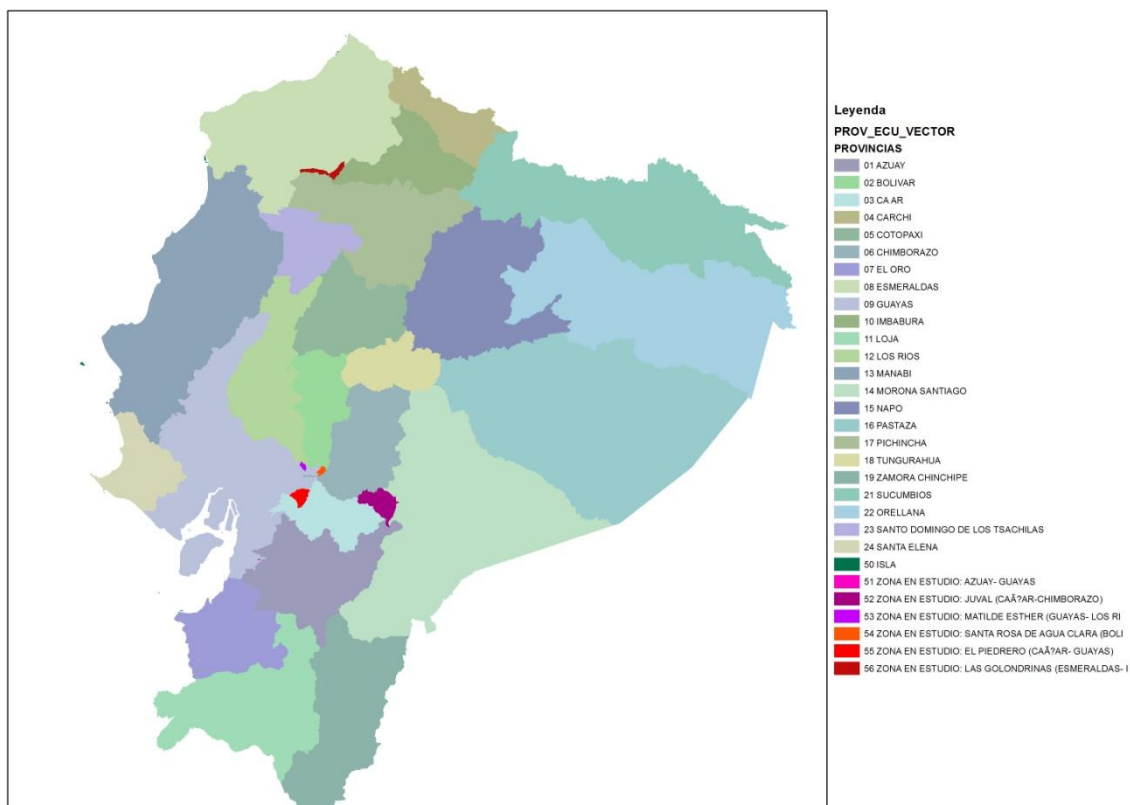 Leyenda
PROV_ECU_VECTOR
PROVINCIAS
01 AZUAY
02 BOLIVAR
03 CA AR
04 CARCHI
05 COTOPAXI
06 CHIMBORAZO
07 EL ORO
08 ESMERALDAS
09 GUAYAS
10 IMBABURA
11 LOJA
12 LOS RIOS
13 MANABI
14 MORONA SANTIAGO
15 NAPO
16 PASTAZA
17 PICHINCHA
18 TUNGURAHUA
19 ZAMORA CHINCHIPE
21 SUCUMBIOS
22 ORELLANA
23 SANTO DOMINGO DE LOS TSACHILAS
24 SANTA ELENA
50 ISLA
51 ZONA EN ESTUDIO: AZUAY- GUAYAS
52 ZONA EN ESTUDIO: JUVAL (CAÃ?AR-CHIMBORAZO)
53 ZONA EN ESTUDIO: MATILDE ESTHER (GUAYAS- LOS RI
54 ZONA EN ESTUDIO: SANTA ROSA DE AGUA CLARA (BOLI
55 ZONA EN ESTUDIO: EL PIEDRERO (CAÃ?AR- GUAYAS)
56 ZONA EN ESTUDIO: LAS GOLONDRINAS (ESMERALDAS- I